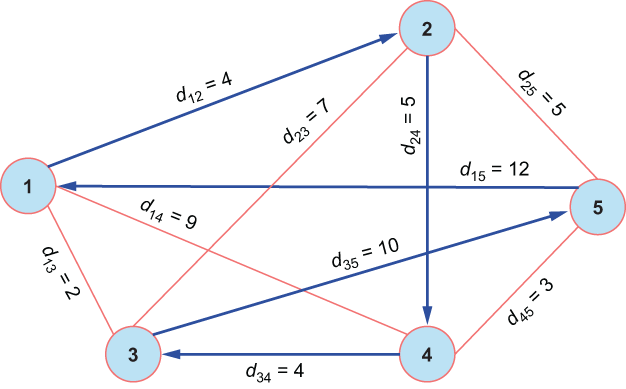 2
d12 = 4
d23 = 7
d24 = 5
d25 = 5
1
d15 = 12
5
d14 = 9
d13 = 2
d35 = 10
d45 = 3
3
4
d34 = 4